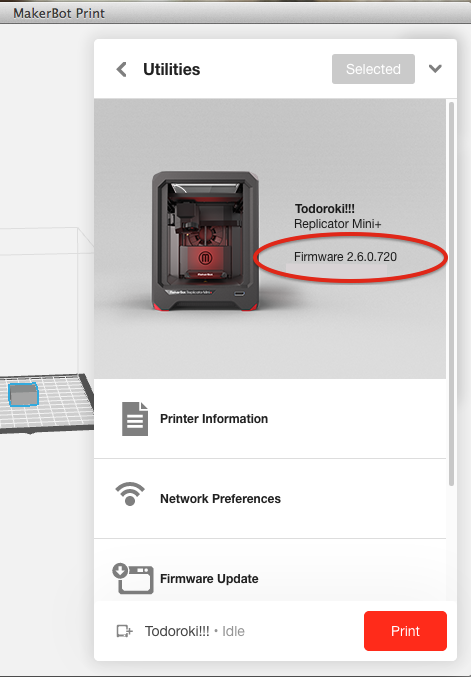 MakerBot Print
Utilities
Selected
Todoroki!!!
Replicator Mini+
Firmware 2.6.0.720
Printer Information
Network Preferences
Firmware Update
Todoroki!!! • Idle
Print